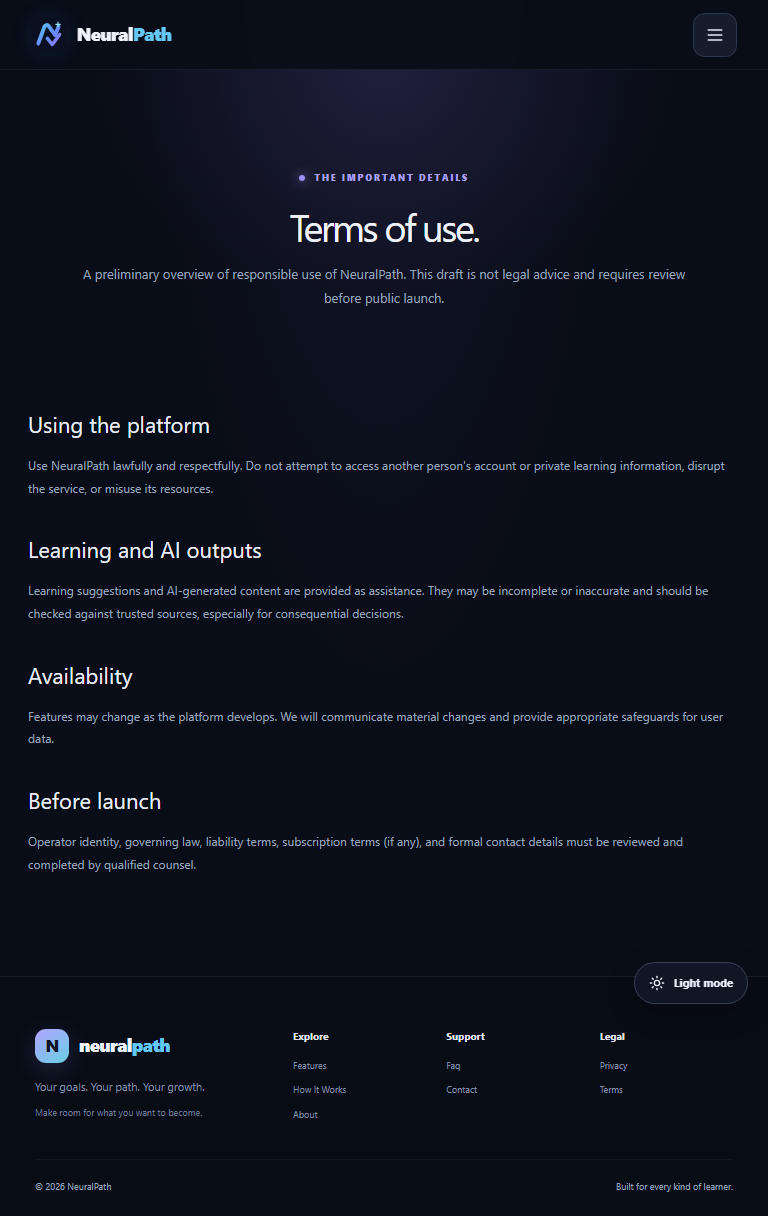 NeuralPath
THE IMPORTANT DETAILS
Terms of use.
A preliminary overview of responsible use of NeuralPath. This draft is not legal advice and requires review
before public launch.
Using the platform
Use NeuralPath lawfully and respectfully. Do not attempt to access another person's account or private learning information, disrupt
the service, or misuse its resources.
Learning and AI outputs
Learning suggestions and AI-generated content are provided as assistance. They may be incomplete or inaccurate and should be
checked against trusted sources, especially for consequential decisions.
Availability
Features may change as the platform develops. We will communicate material changes and provide appropriate safeguards for user
data.
Before launch
Operator identity, governing law, liability terms, subscription terms (if any), and formal contact details must be reviewed and
completed by qualified counsel.
Light mode
N neuralpath
Your goals. Your path. Your growth.
Make room for what you want to become.
Explore
Features
How It Works
About
Support
Faq
Contact
Legal
Privacy
Terms
© 2026 NeuralPath
Built for every kind of learner.